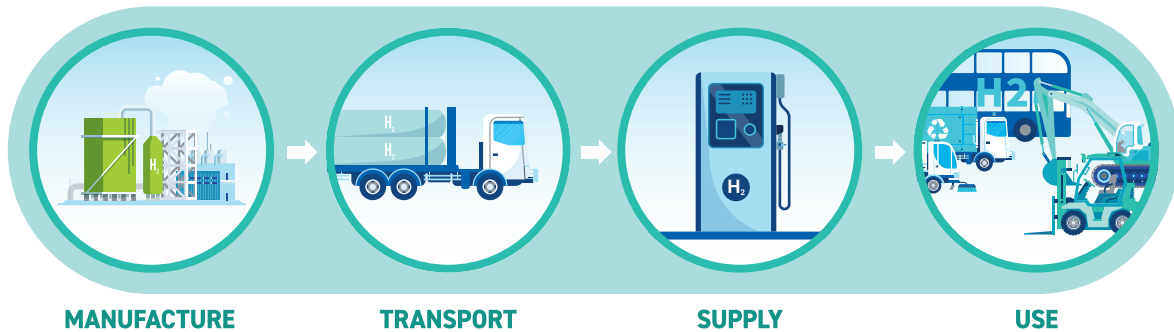 H₂
H₂
H₂
H₂
H2
MANUFACTURE
TRANSPORT
SUPPLY
USE